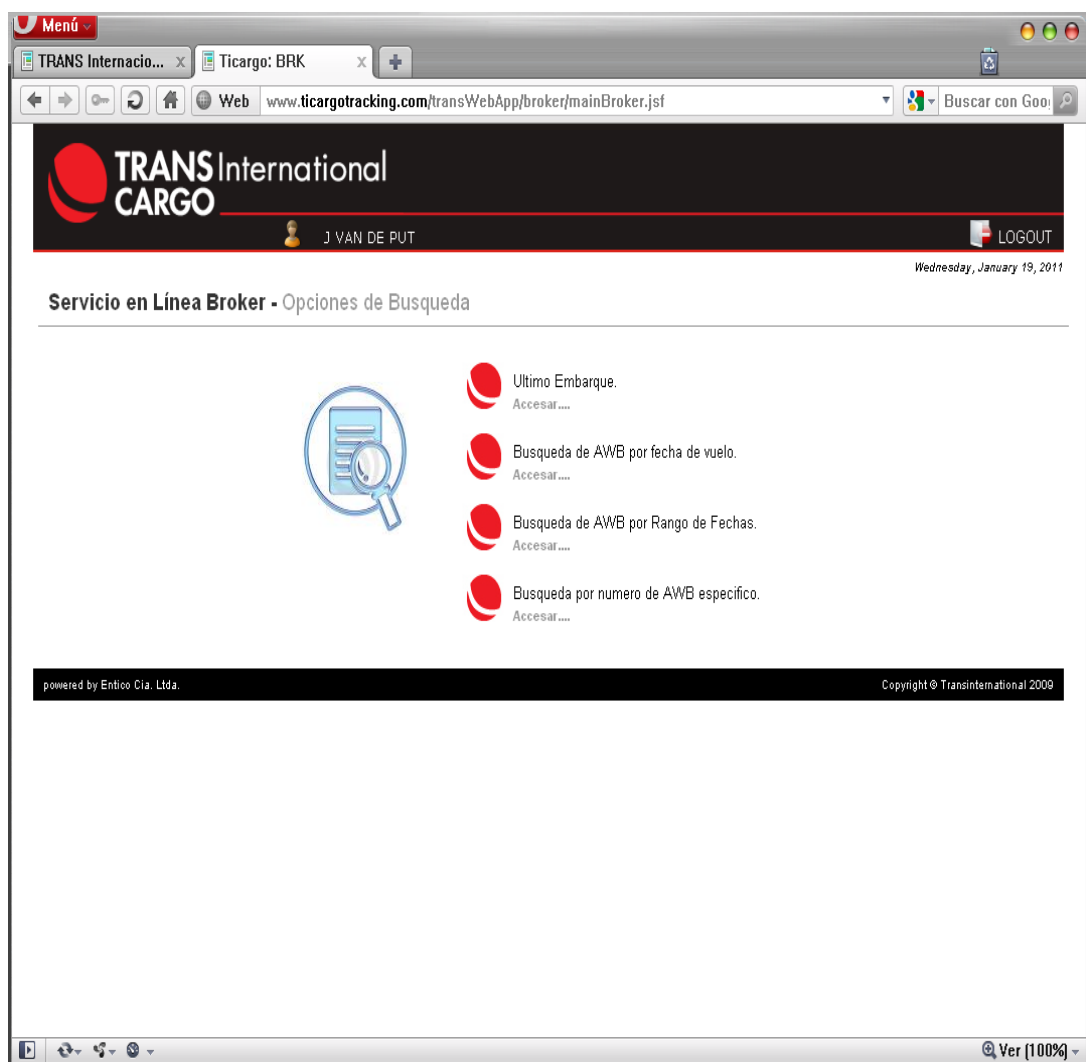 Menú
TRANS Internacio... x Ticargo: BRK x
Web www.ticargotracking.com/transWebApp/broker/mainBroker.jsf Buscar con Goo
TRANS International
CARGO
J VAN DE PUT LOGOUT
Wednesday, January 19, 2011
Servicio en Línea Broker - Opciones de Busqueda
Ultimo Embarque.
Accesar....
Busqueda de AWB por fecha de vuelo.
Accesar....
Busqueda de AWB por Rango de Fechas.
Accesar....
Busqueda por numero de AWB especifico.
Accesar....
powered by Entico Cia. Ltda. Copyright © Transinternational 2009
Ver (100%)